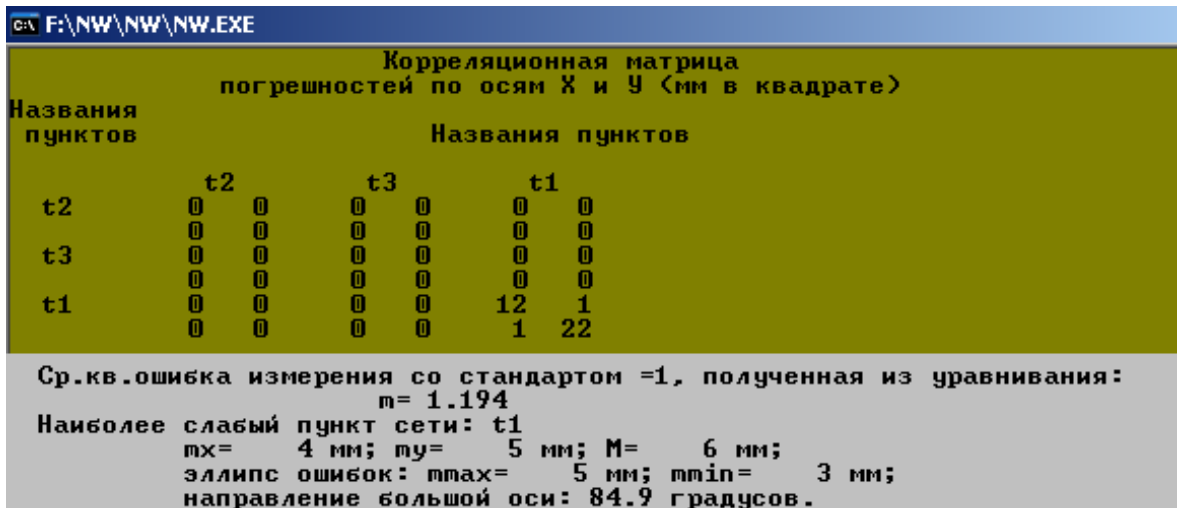 F:\NW\NW\NW.EXE
Корреляционная матрица
погрешностей по осям X и У (мм в квадрате)
Названия
пунктов Названия пунктов
t2 t3 t1
t2 0 0 0 0 0 0
0 0 0 0 0 0
t3 0 0 0 0 0 0
0 0 0 0 0 0
t1 0 0 0 0 12 1
0 0 0 0 1 22
Ср.кв.ошибка измерения со стандартом =1, полученная из уравнивания:
m= 1.194
Наиболее слабый пункт сети: t1
mx= 4 мм; my= 5 мм; M= 6 мм;
эллипс ошибок: mmax= 5 мм; mmin= 3 мм;
направление большой оси: 84.9 градусов.